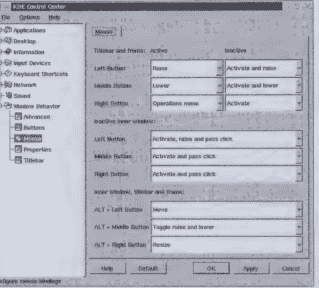 KDE Control Center
File Options Help
Applications
Desktop
Information
Input Devices
Keyboard Shortcuts
Network
Sound
Window Behavior
Advanced
Buttons
Mouse
Properties
Titlebar
Mouse
Titlebar and frame: Active Inactive
Left Button Raise Activate and raise
Middle Button Lower Activate and lower
Right Button Operations menu Activate
Inactive inner window:
Left Button Activate, raise and pass click
Middle Button Activate and pass click
Right Button Activate and pass click
Inner window, titlebar and frame:
ALT + Left Button Move
ALT + Middle Button Toggle raise and lower
ALT + Right Button Resize
Help Default OK Apply Cancel
mouse bindings